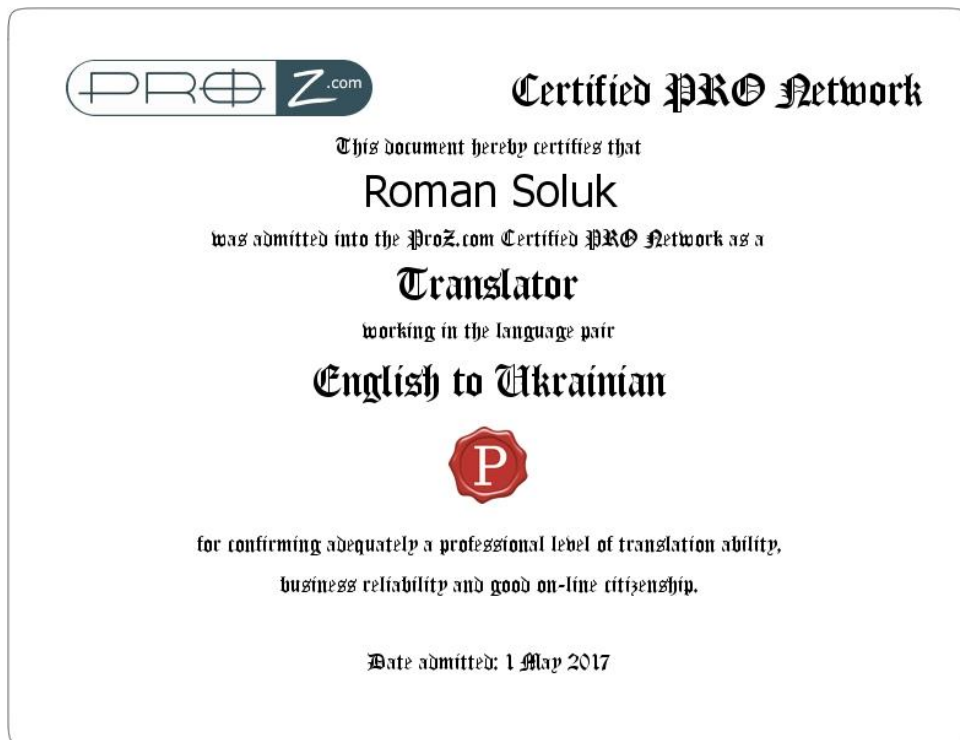 PROZ.com
Certified PRO Network
This document hereby certifies that
Roman Soluk
was admitted into the ProZ.com Certified PRO Network as a
Translator
working in the language pair
English to Ukrainian
P
for confirming adequately a professional level of translation ability,
business reliability and good on-line citizenship.
Date admitted: 1 May 2017